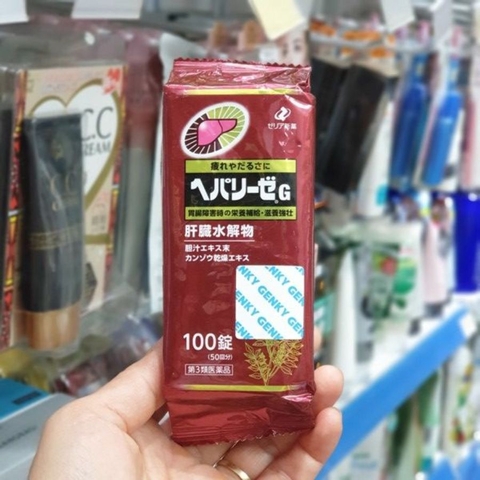 ゼリア新薬
疲れやだるさに
ヘパリーゼG
胃腸障害時の栄養補給・滋養強壮
肝臓水解物
胆汁エキス末
カンゾウ乾燥エキス
100錠
(50回分)
第3類医薬品
GENKY GENKY
C.C
CREAM